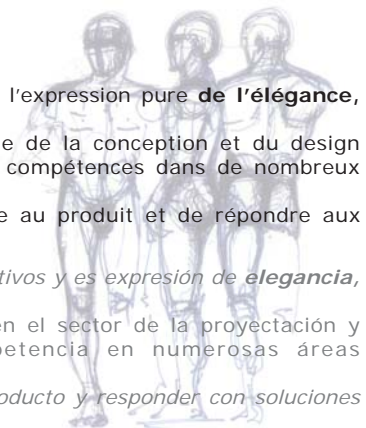 l'expression pure de l'élégance,
e de la conception et du design
compétences dans de nombreux
e au produit et de répondre aux
tivos y es expresión de elegancia,
en el sector de la proyectación y
petencia en numerosas áreas
oducto y responder con soluciones